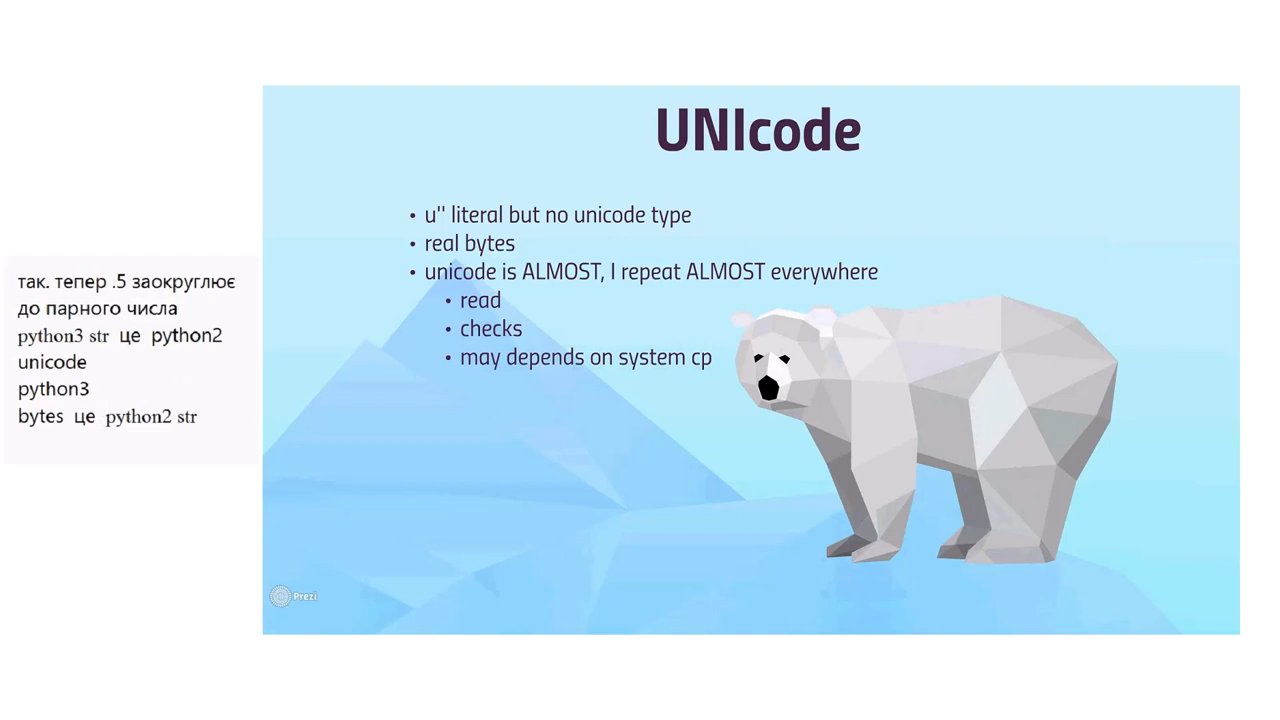 UNIcode
• u'' literal but no unicode type
• real bytes
• unicode is ALMOST, I repeat ALMOST everywhere
• read
• checks
• may depends on system cp
так. тепер .5 заокруглює
до парного числа
python3 str це python2
unicode
python3
bytes це python2 str
Prezi